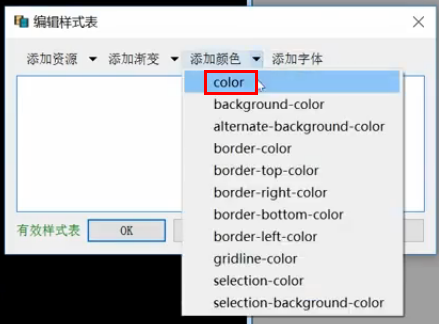 编辑样式表
添加资源 添加渐变 添加颜色 添加字体
color
background-color
alternate-background-color
border-color
border-top-color
border-right-color
border-bottom-color
border-left-color
gridline-color
selection-color
selection-background-color
有效样式表 OK